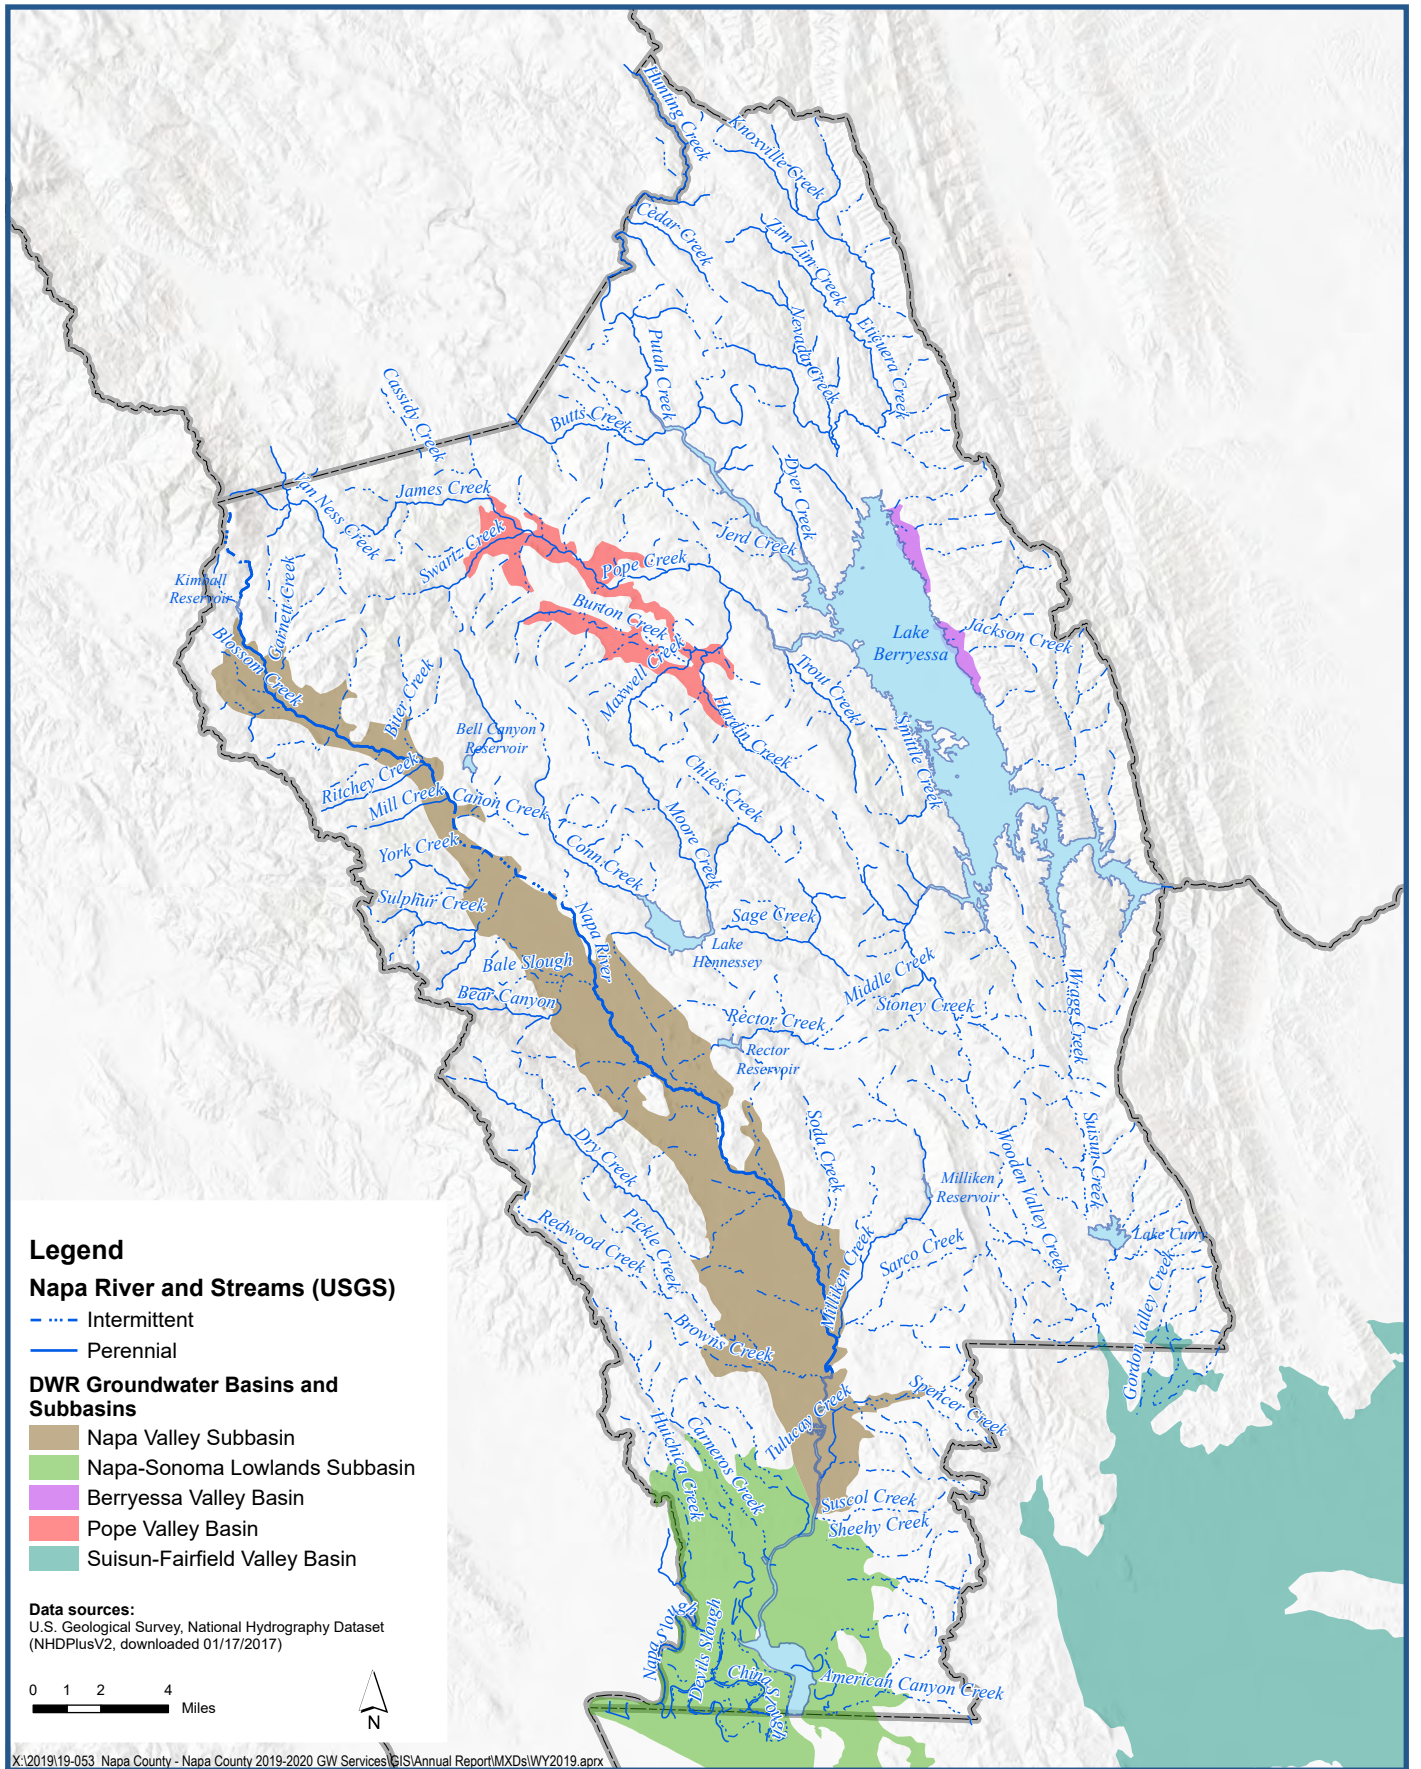 Hunting Creek
Knoxville Creek
Cedar Creek
Zim Zim Creek
Putah Creek
Nevada Creek
Eticuera Creek
Cassidy Creek
Butts Creek
Van Ness Creek
James Creek
Dyer Creek
Swartz Creek
Jerd Creek
Pope Creek
Kimball
Reservoir
Garnett Creek
Burton Creek
Blossom Creek
Lake
Berryessa
Jackson Creek
Maxwell Creek
Trout Creek
Biter Creek
Hardin Creek
Smittle Creek
Bell Canyon
Reservoir
Ritchey Creek
Mill Creek
Canon Creek
Chiles Creek
Moore Creek
York Creek
Conn Creek
Sulphur Creek
Napa River
Sage Creek
Lake
Hennessey
Bale Slough
Bear Canyon
Middle Creek
Stoney Creek
Wragg Creek
Rector Creek
Rector
Reservoir
Soda Creek
Dry Creek
Wooden Valley Creek
Suisun Creek
Milliken
Reservoir
Redwood Creek
Pickle Creek
Milliken Creek
Sarco Creek
Lake Curry
Gordon Valley Creek
Browns Creek
Spencer Creek
Tulucay Creek
Huichica Creek
Carneros Creek
Suscol Creek
Sheehy Creek
Napa Slough
Devils Slough
China Slough
American Canyon Creek
Legend
Napa River and Streams (USGS)
Intermittent
Perennial
DWR Groundwater Basins and
Subbasins
Napa Valley Subbasin
Napa-Sonoma Lowlands Subbasin
Berryessa Valley Basin
Pope Valley Basin
Suisun-Fairfield Valley Basin
Data sources:
U.S. Geological Survey, National Hydrography Dataset
(NHDPlusV2, downloaded 01/17/2017)
0 1 2 4
Miles
N
X:\2019\19-053 Napa County - Napa County 2019-2020 GW Services\GIS\Annual Report\MXDs\WY2019.aprx